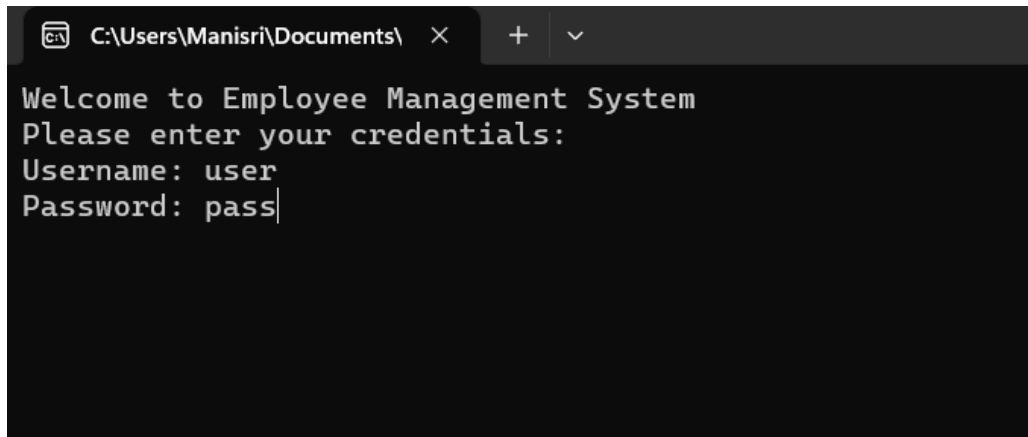 C:\Users\Manisri\Documents\
Welcome to Employee Management System
Please enter your credentials:
Username: user
Password: pass